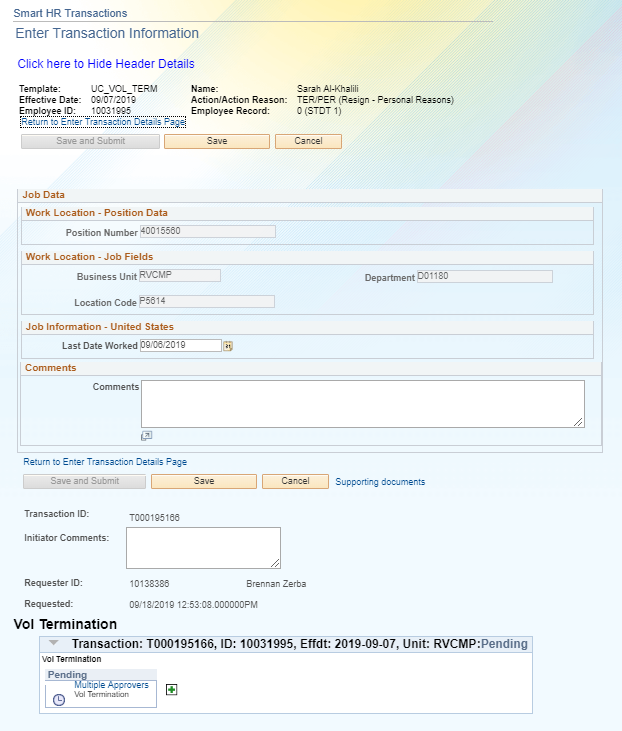 Smart HR Transactions
Enter Transaction Information
Click here to Hide Header Details
Template: UC_VOL_TERM Name: Sarah Al-Khalili
Effective Date: 09/07/2019 Action/Action Reason: TER/PER (Resign - Personal Reasons)
Employee ID: 10031995 Employee Record: 0 (STDT 1)
Return to Enter Transaction Details Page
Save and Submit Save Cancel
Job Data
Work Location - Position Data
Position Number 40015560
Work Location - Job Fields
Business Unit RVCMP Department D01180
Location Code P5614
Job Information - United States
Last Date Worked 09/06/2019
Comments
Comments
Return to Enter Transaction Details Page
Save and Submit Save Cancel Supporting documents
Transaction ID: T000195166
Initiator Comments:
Requester ID: 10138386 Brennan Zerba
Requested: 09/18/2019 12:53:08.000000PM
Vol Termination
Transaction: T000195166, ID: 10031995, Effdt: 2019-09-07, Unit: RVCMP:Pending
Vol Termination
Pending
Multiple Approvers
Vol Termination